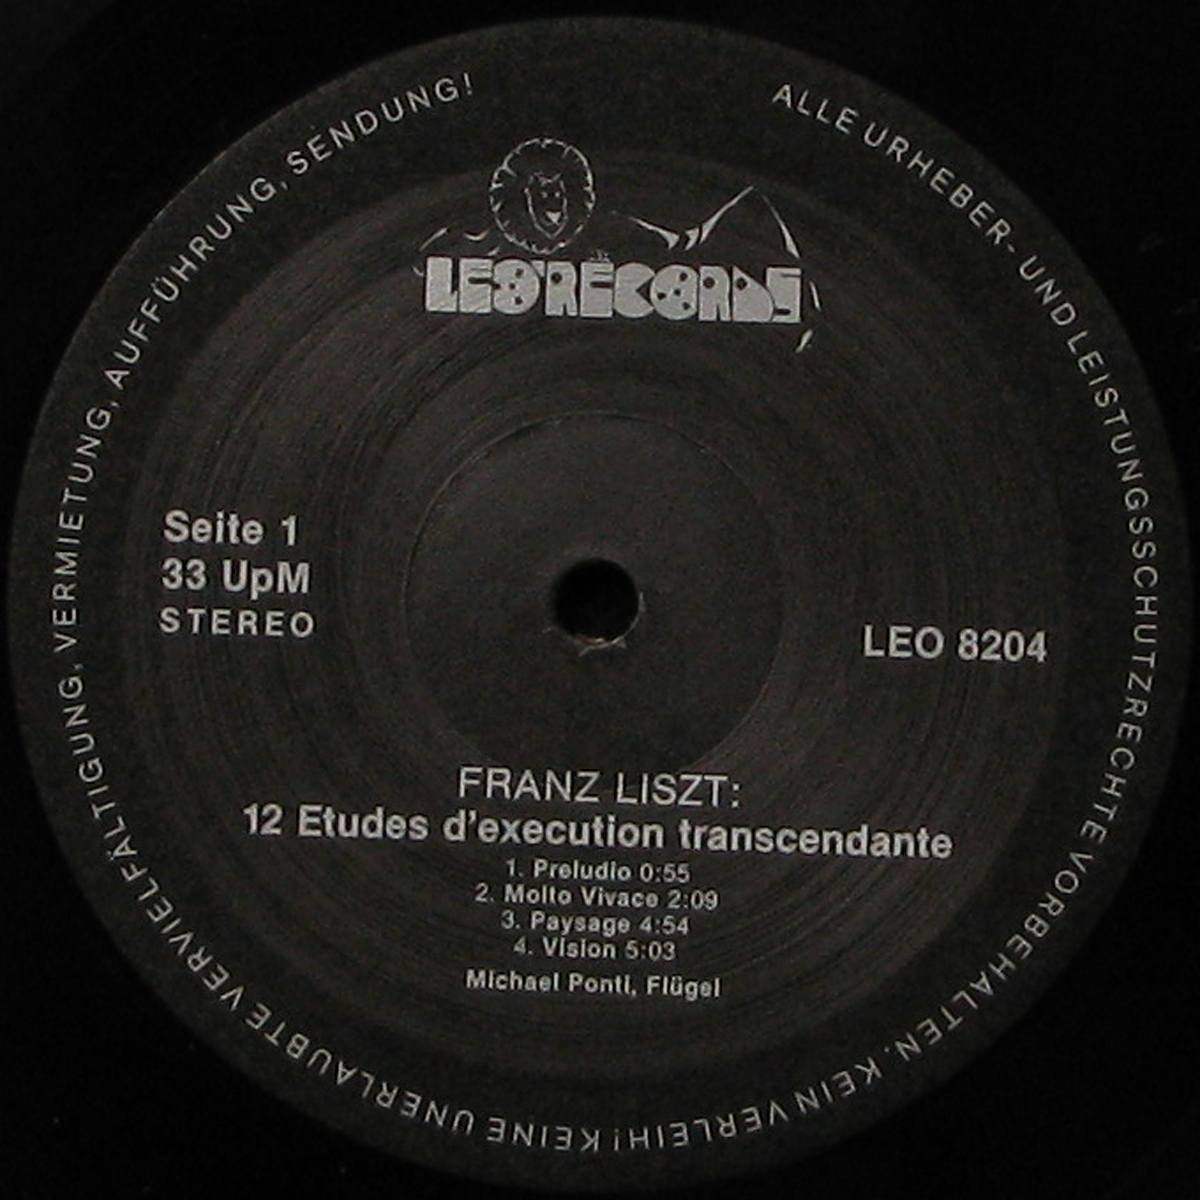 ALLE URHEBER- UND LEISTUNGSSCHUTZRECHTE VORBEHALTEN. KEIN VERLEIH! KEINE UNERLAUBTE VERVIELFÄLTIGUNG, VERMIETUNG, AUFFÜHRUNG, SENDUNG!
LEO RECORDS
Seite 1
33 UpM
STEREO
LEO 8204
FRANZ LISZT:
12 Etudes d'execution transcendante
1. Preludio 0:55
2. Molto Vivace 2:09
3. Paysage 4:54
4. Vision 5:03
Michael Ponti, Flügel